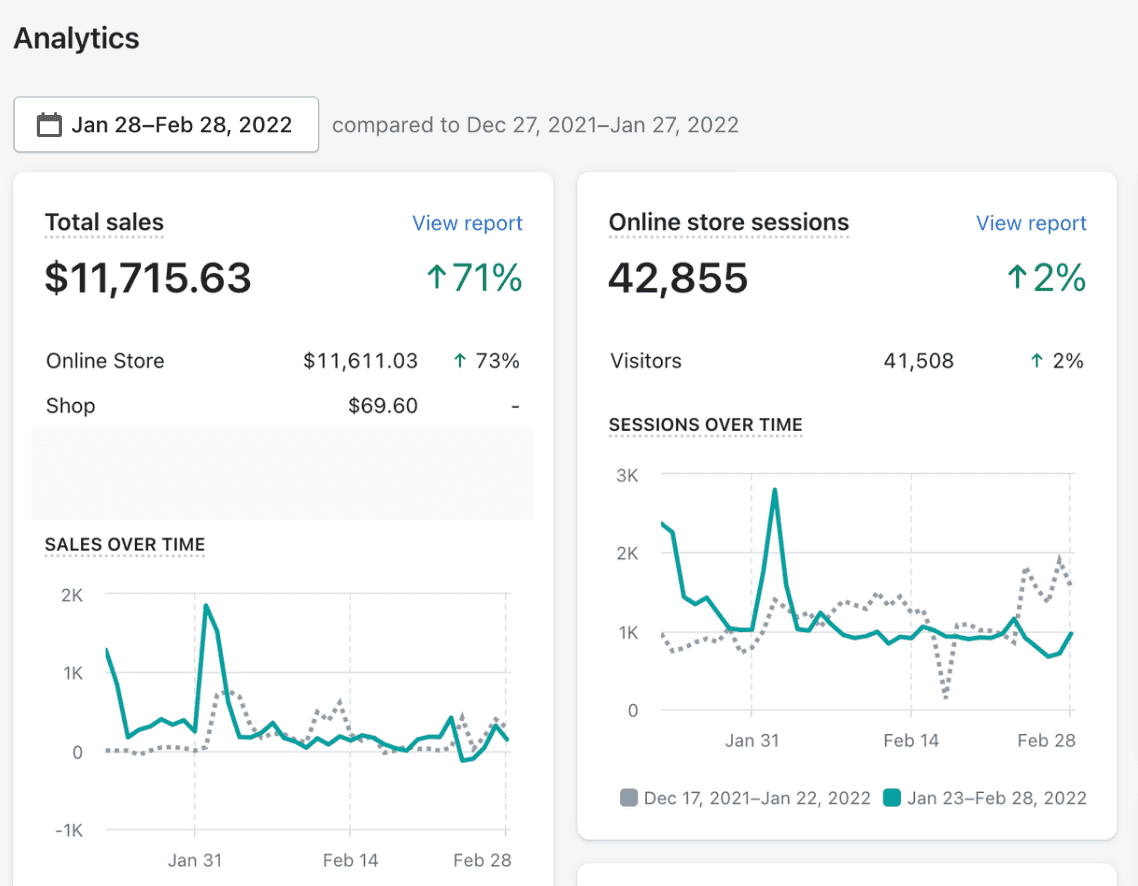 Analytics
Jan 28–Feb 28, 2022 compared to Dec 27, 2021–Jan 27, 2022
Total sales View report
$11,715.63 ↑71%
Online Store $11,611.03 ↑ 73%
Shop $69.60 -
SALES OVER TIME
2K
1K
0
-1K
Jan 31 Feb 14 Feb 28
Online store sessions View report
42,855 ↑2%
Visitors 41,508 ↑ 2%
SESSIONS OVER TIME
3K
2K
1K
0
Jan 31 Feb 14 Feb 28
Dec 17, 2021–Jan 22, 2022 Jan 23–Feb 28, 2022